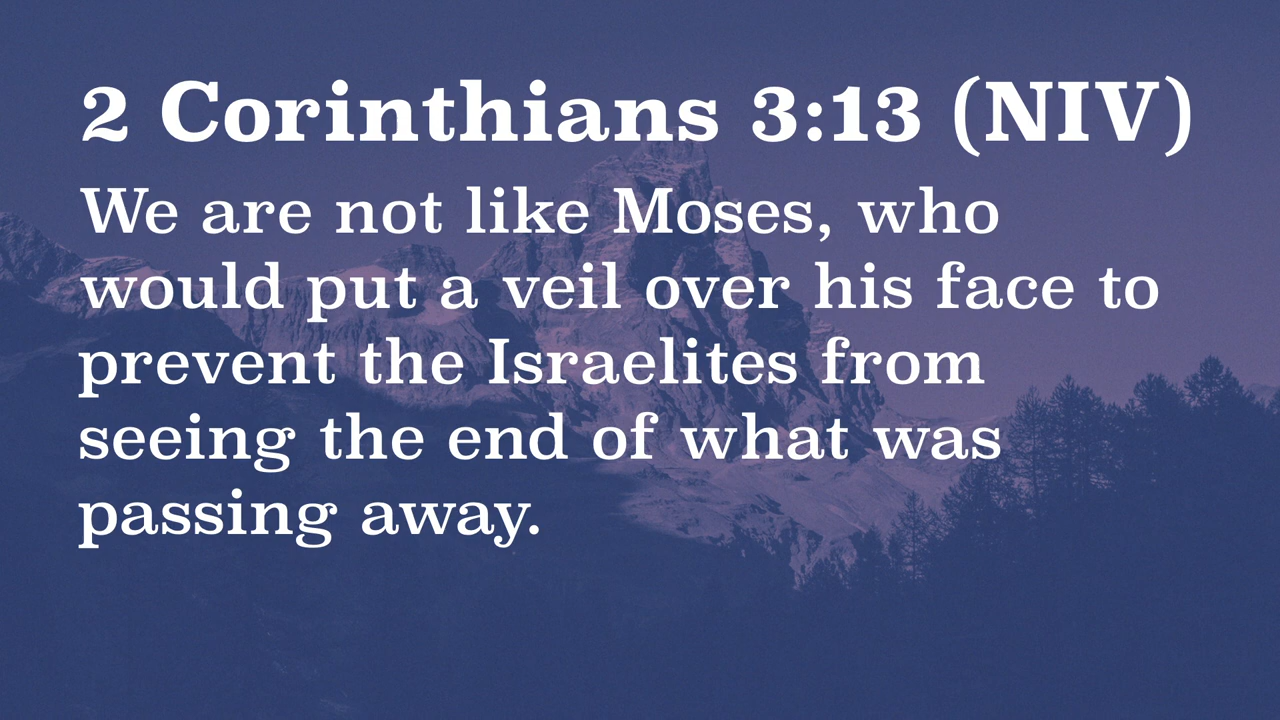 2 Corinthians 3:13 (NIV)
We are not like Moses, who
would put a veil over his face to
prevent the Israelites from
seeing the end of what was
passing away.